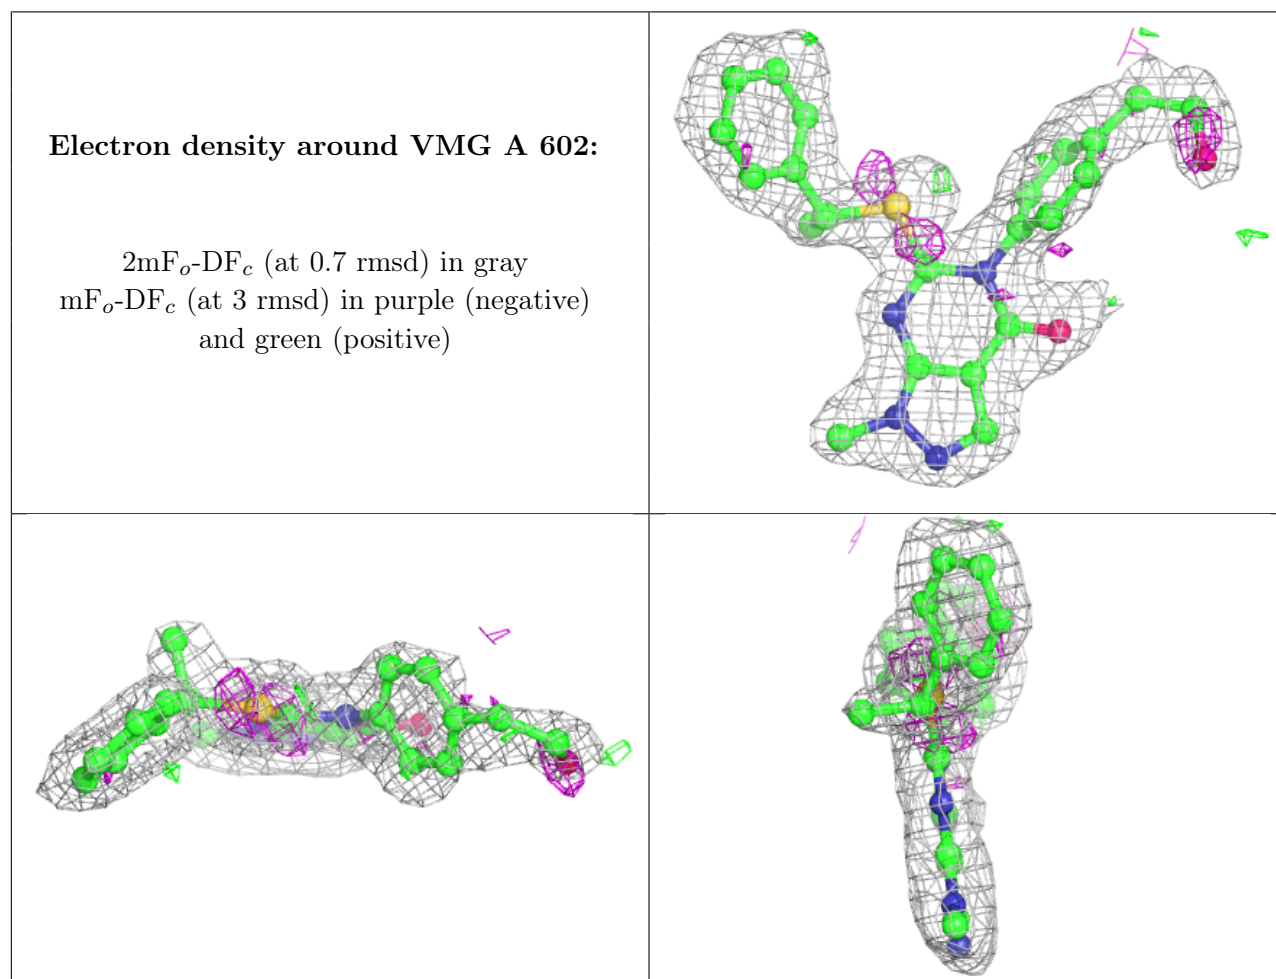 Electron density around VMG A 602:
2mFo-DFc (at 0.7 rmsd) in gray
mFo-DFc (at 3 rmsd) in purple (negative)
and green (positive)